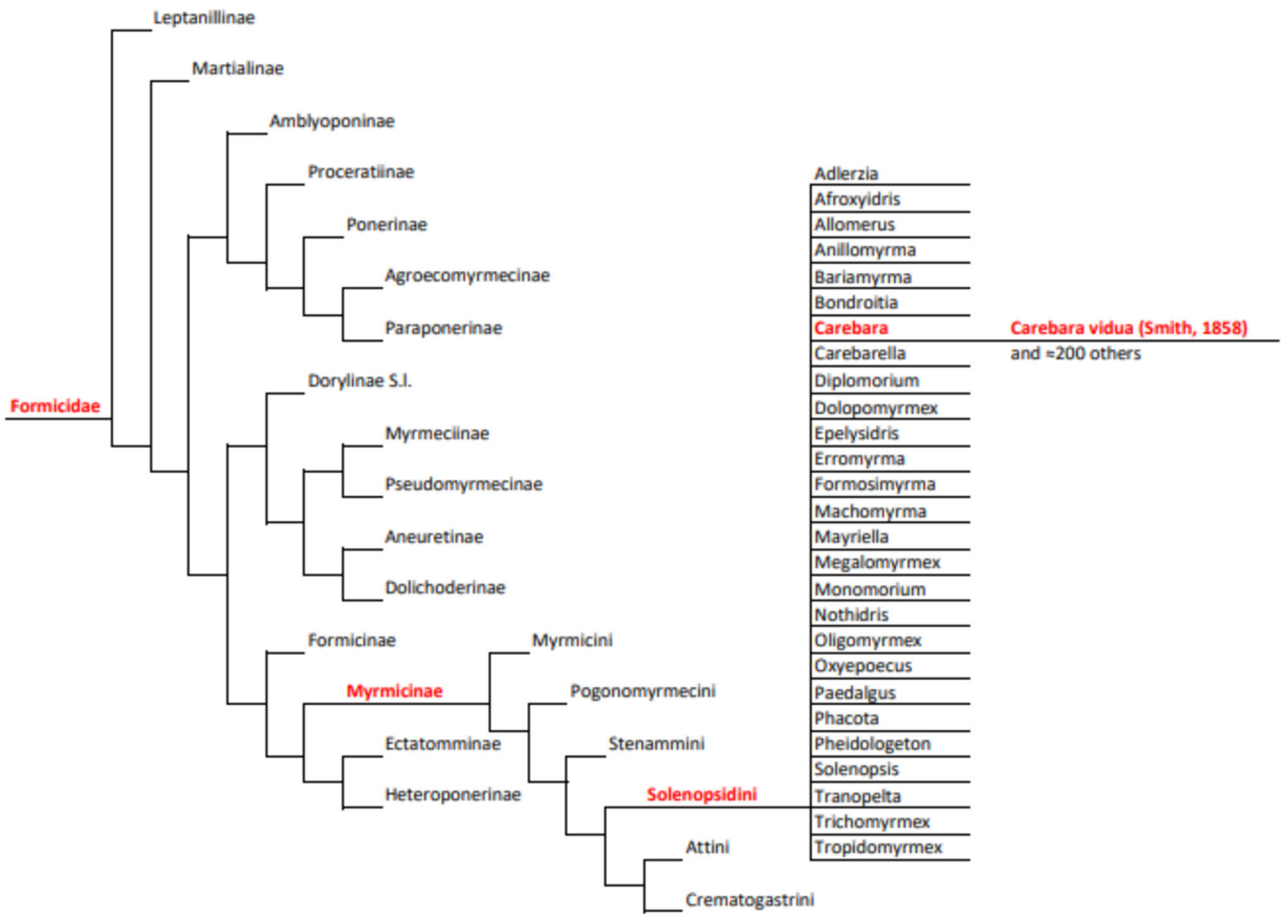 Leptanillinae
Martialinae
Amblyoponinae
Proceratiinae
Ponerinae
Agroecomyrmecinae
Paraponerinae
Dorylinae S.l.
Formicidae
Myrmeciinae
Pseudomyrmecinae
Aneuretinae
Dolichoderinae
Formicinae
Myrmicinae
Ectatomminae
Heteroponerinae
Myrmicini
Pogonomyrmecini
Stenammini
Solenopsidini
Attini
Crematogastrini
Adlerzia
Afroxyidris
Allomerus
Anillomyrma
Bariamyrma
Bondroitia
Carebara
Carebarella
Diplomorium
Dolopomyrmex
Epelysidris
Erromyrma
Formosimyrma
Machomyrma
Mayriella
Megalomyrmex
Monomorium
Nothidris
Oligomyrmex
Oxyepoecus
Paedalgus
Phacota
Pheidologeton
Solenopsis
Tranopelta
Trichomyrmex
Tropidomyrmex
Carebara vidua (Smith, 1858)
and ≈200 others